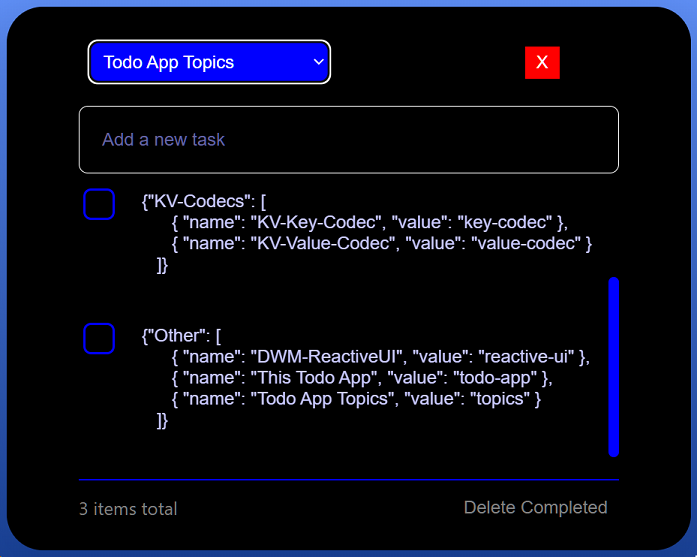 Todo App Topics
X
Add a new task
{"KV-Codecs": [
{ "name": "KV-Key-Codec", "value": "key-codec" },
{ "name": "KV-Value-Codec", "value": "value-codec" }
]}
{"Other": [
{ "name": "DWM-ReactiveUI", "value": "reactive-ui" },
{ "name": "This Todo App", "value": "todo-app" },
{ "name": "Todo App Topics", "value": "topics" }
]}
3 items total
Delete Completed